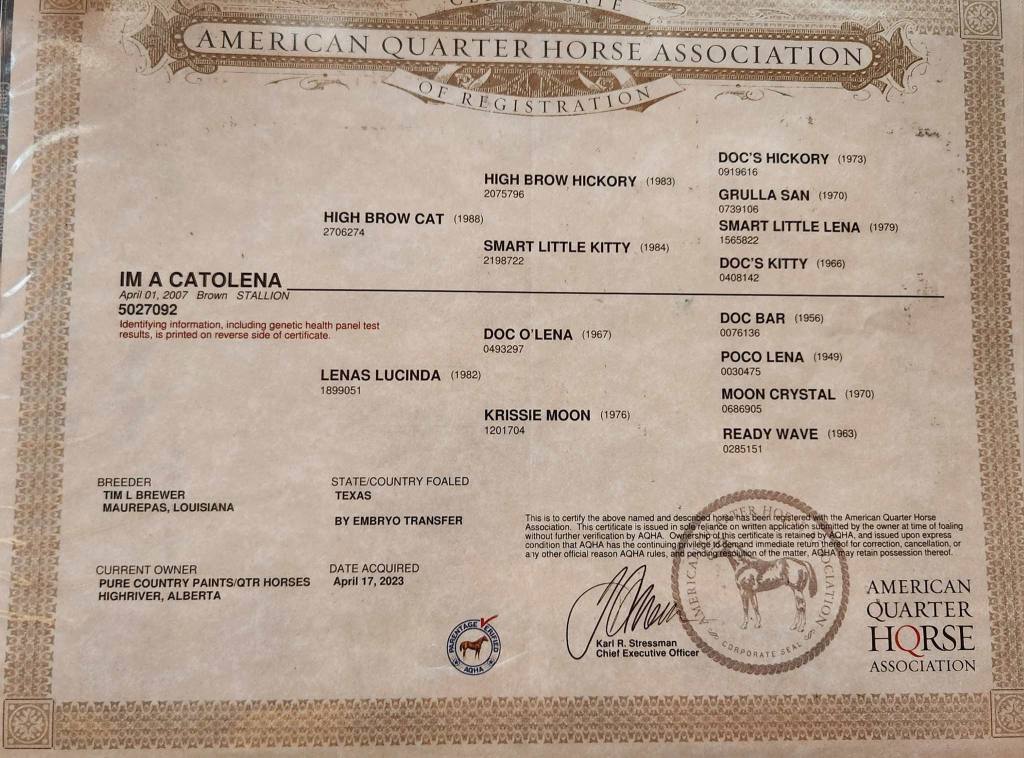 CERTIFICATE
AMERICAN QUARTER HORSE ASSOCIATION
OF REGISTRATION
DOC'S HICKORY (1973)
0919616
HIGH BROW HICKORY (1983)
2075796
GRULLA SAN (1970)
0739106
HIGH BROW CAT (1988)
2706274
SMART LITTLE LENA (1979)
1565822
SMART LITTLE KITTY (1984)
2198722
DOC'S KITTY (1966)
0408142
IM A CATOLENA
April 01, 2007 Brown STALLION
5027092
Identifying information, including genetic health panel test
results, is printed on reverse side of certificate.
DOC BAR (1956)
0076136
DOC O'LENA (1967)
0493297
POCO LENA (1949)
0030475
LENAS LUCINDA (1982)
1899051
MOON CRYSTAL (1970)
0686905
KRISSIE MOON (1976)
1201704
READY WAVE (1963)
0285151
BREEDER
TIM L BREWER
MAUREPAS, LOUISIANA
STATE/COUNTRY FOALED
TEXAS
BY EMBRYO TRANSFER
CURRENT OWNER
PURE COUNTRY PAINTS/QTR HORSES
HIGHRIVER, ALBERTA
DATE ACQUIRED
April 17, 2023
This is to certify the above named and described horse has been registered with the American Quarter Horse
Association. This certificate is issued in sole reliance on written application submitted by the owner at time of foaling
without further verification by AQHA. Ownership of this certificate is retained by AQHA, and issued upon express
condition that AQHA has the continuing privilege to demand immediate return thereof for correction, cancellation, or
any other official reason AQHA rules, and pending resolution of the matter, AQHA may retain possession thereof.
Karl R. Stressman
Chief Executive Officer
PARENTAGE VERIFIED
AQHA
AMERICAN QUARTER HORSE ASSOCIATION
CORPORATE SEAL
AMERICAN
QUARTER
HORSE
ASSOCIATION